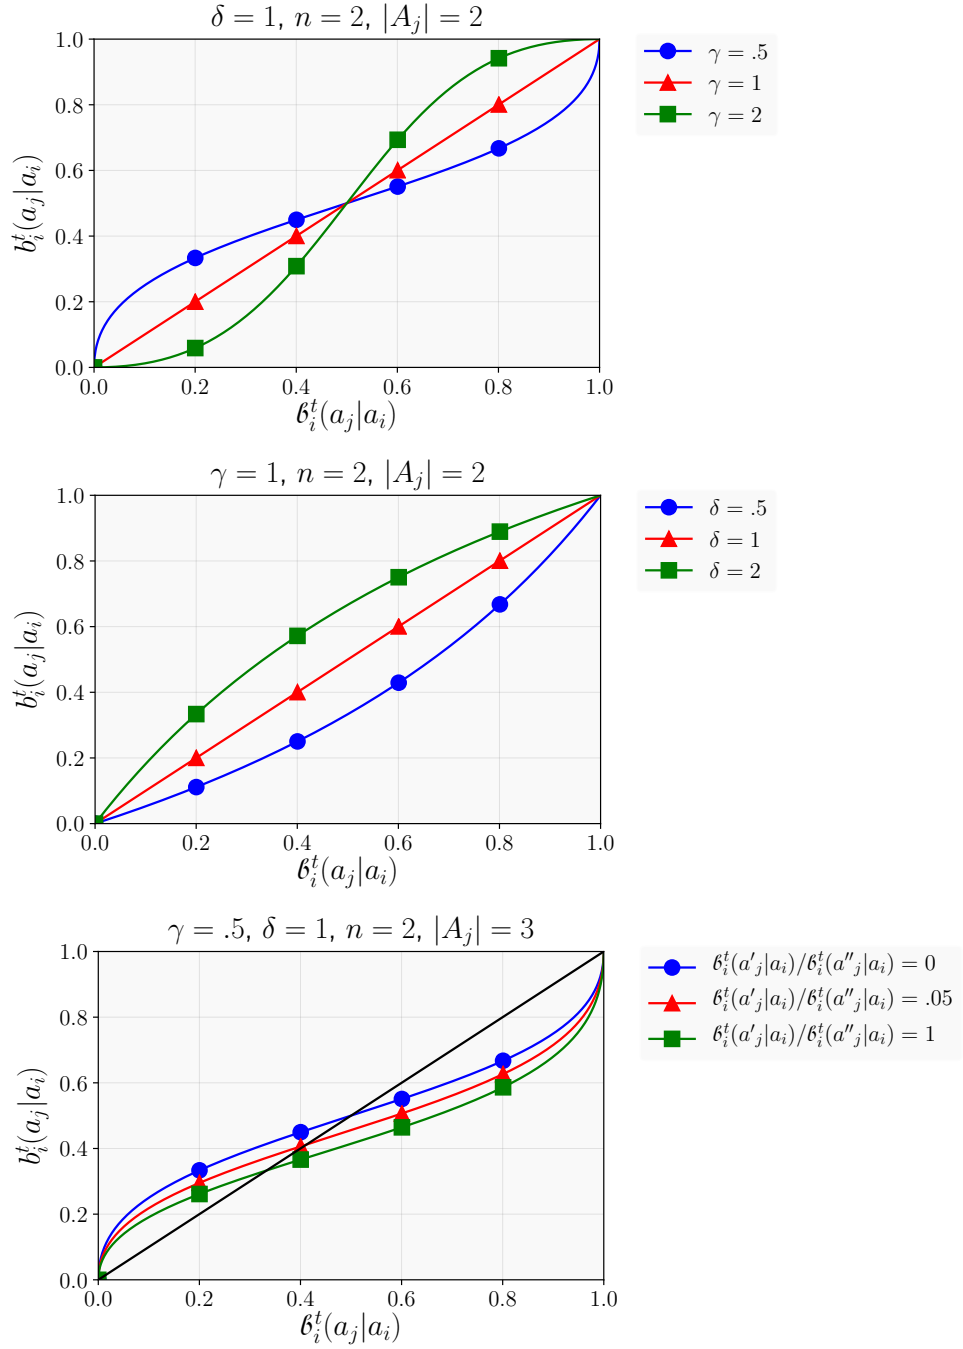 δ = 1, n = 2, |A_j| = 2
1.0
0.8
0.6
0.4
0.2
0.0
b_i^t(a_j|a_i)
0.0 0.2 0.4 0.6 0.8 1.0
𝒷_i^t(a_j|a_i)
γ = .5
γ = 1
γ = 2
γ = 1, n = 2, |A_j| = 2
1.0
0.8
0.6
0.4
0.2
0.0
b_i^t(a_j|a_i)
0.0 0.2 0.4 0.6 0.8 1.0
𝒷_i^t(a_j|a_i)
δ = .5
δ = 1
δ = 2
γ = .5, δ = 1, n = 2, |A_j| = 3
1.0
0.8
0.6
0.4
0.2
0.0
b_i^t(a_j|a_i)
0.0 0.2 0.4 0.6 0.8 1.0
𝒷_i^t(a_j|a_i)
𝒷_i^t(a'_j|a_i)/𝒷_i^t(a''_j|a_i) = 0
𝒷_i^t(a'_j|a_i)/𝒷_i^t(a''_j|a_i) = .05
𝒷_i^t(a'_j|a_i)/𝒷_i^t(a''_j|a_i) = 1